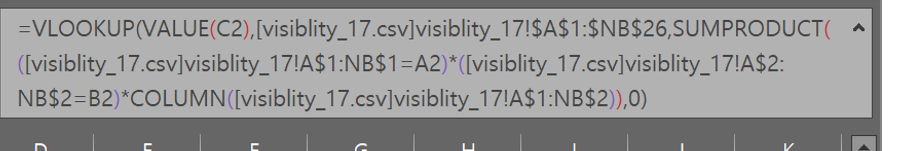 =VLOOKUP(VALUE(C2),[visiblity_17.csv]visiblity_17!$A$1:$NB$26,SUMPRODUCT(
([visiblity_17.csv]visiblity_17!A$1:NB$1=A2)*([visiblity_17.csv]visiblity_17!A$2:
NB$2=B2)*COLUMN([visiblity_17.csv]visiblity_17!A$1:NB$2)),0)
G H K